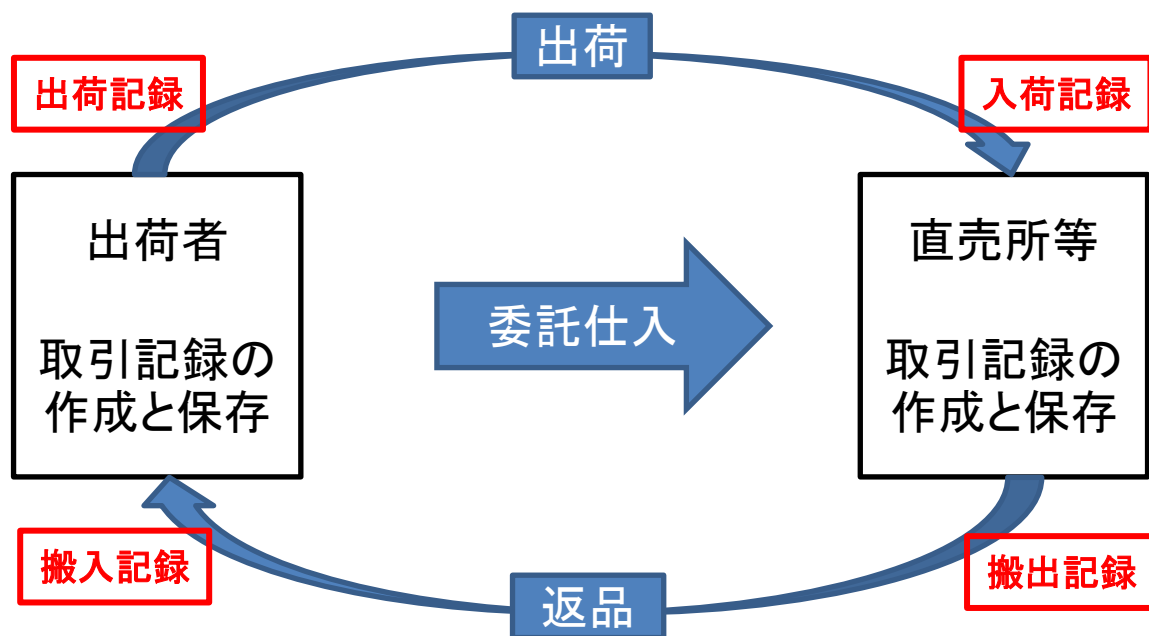 出荷
出荷記録
入荷記録
出荷者
取引記録の
作成と保存
委託仕入
直売所等
取引記録の
作成と保存
搬入記録
搬出記録
返品